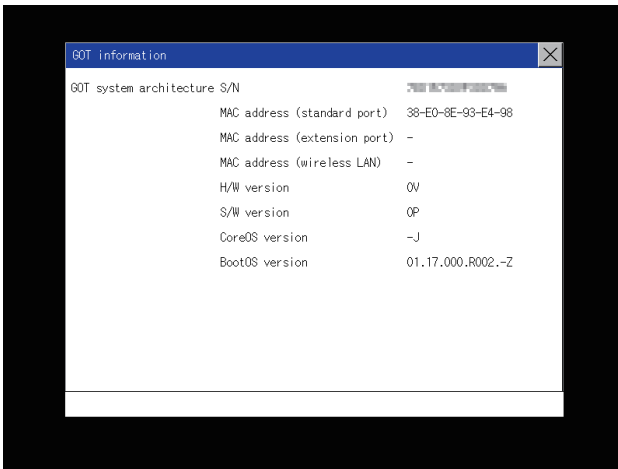 GOT information
GOT system architecture S/N
MAC address (standard port) 38-E0-8E-93-E4-98
MAC address (extension port) -
MAC address (wireless LAN) -
H/W version 0V
S/W version 0P
CoreOS version -J
BootOS version 01.17.000.R002.-Z